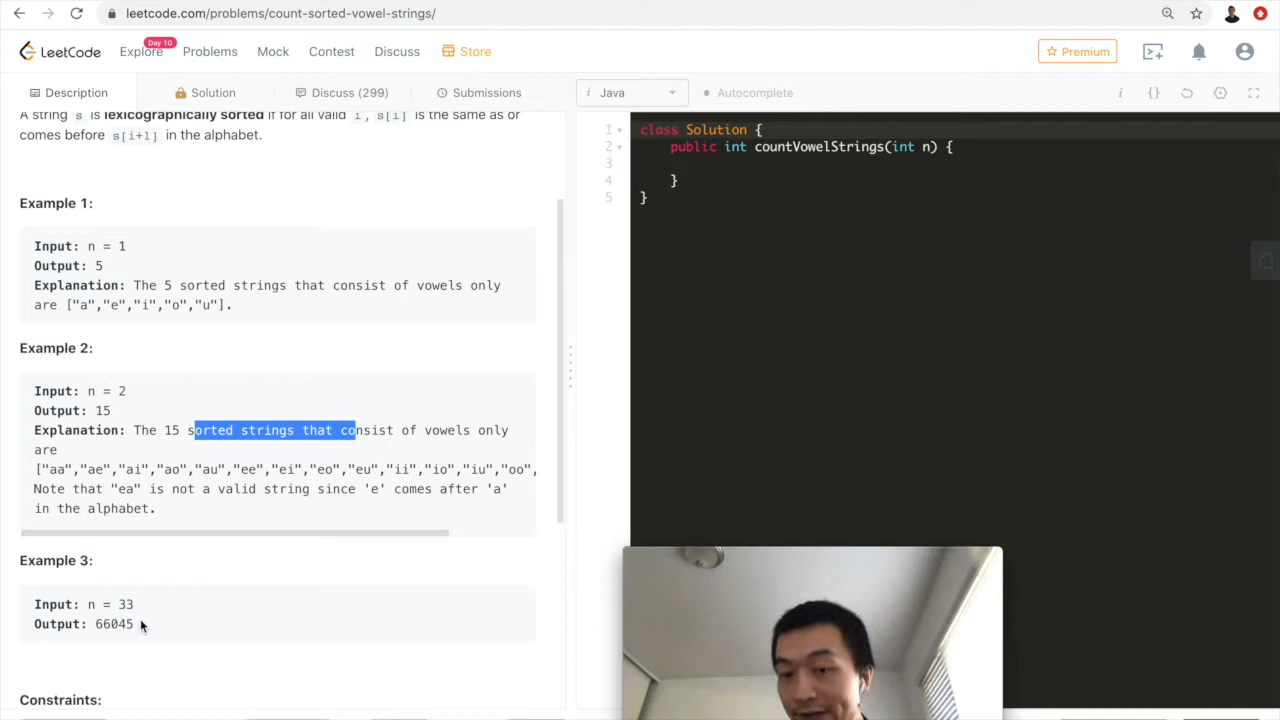 leetcode.com/problems/count-sorted-vowel-strings/
LeetCode
Explore
Day 10
Problems
Mock
Contest
Discuss
Store
Premium
Description
Solution
Discuss (299)
Submissions
i Java
Autocomplete
A string s is lexicographically sorted if for all valid i, s[i] is the same as or
comes before s[i+1] in the alphabet.
Example 1:
Input: n = 1
Output: 5
Explanation: The 5 sorted strings that consist of vowels only
are ["a","e","i","o","u"].
Example 2:
Input: n = 2
Output: 15
Explanation: The 15 sorted strings that consist of vowels only
are
["aa","ae","ai","ao","au","ee","ei","eo","eu","ii","io","iu","oo",
Note that "ea" is not a valid string since 'e' comes after 'a'
in the alphabet.
Example 3:
Input: n = 33
Output: 66045
Constraints:
1 class Solution {
2 public int countVowelStrings(int n) {
3
4 }
5 }